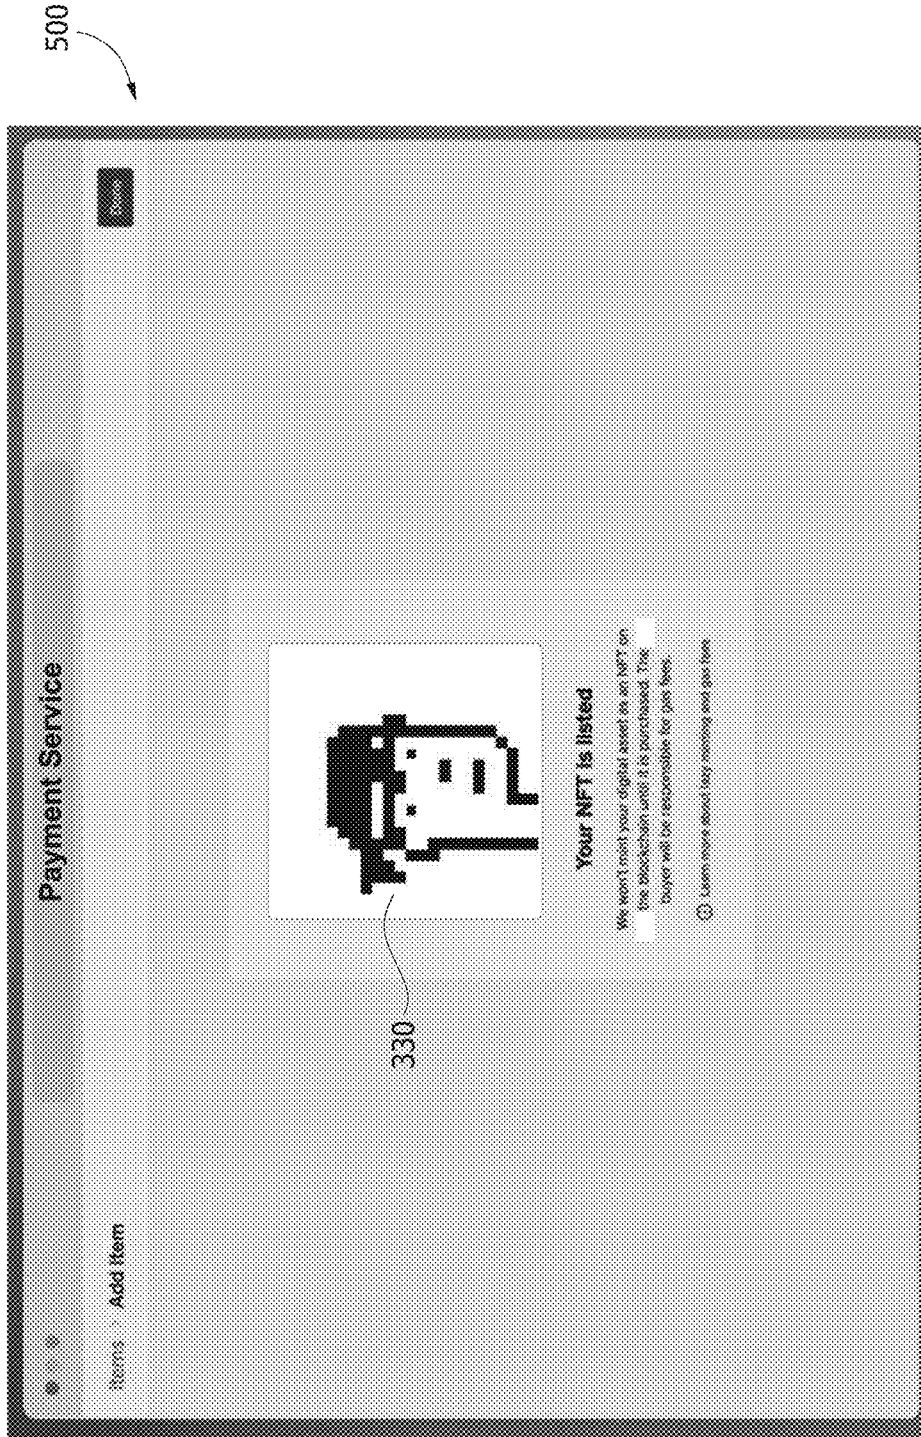 500
Payment Service
Items > Add Item
330
Your NFT is listed
We won't mint your digital asset as an NFT on
the blockchain until it is purchased. The
buyer will be responsible for gas fees.
Learn more about lazy minting and gas fees